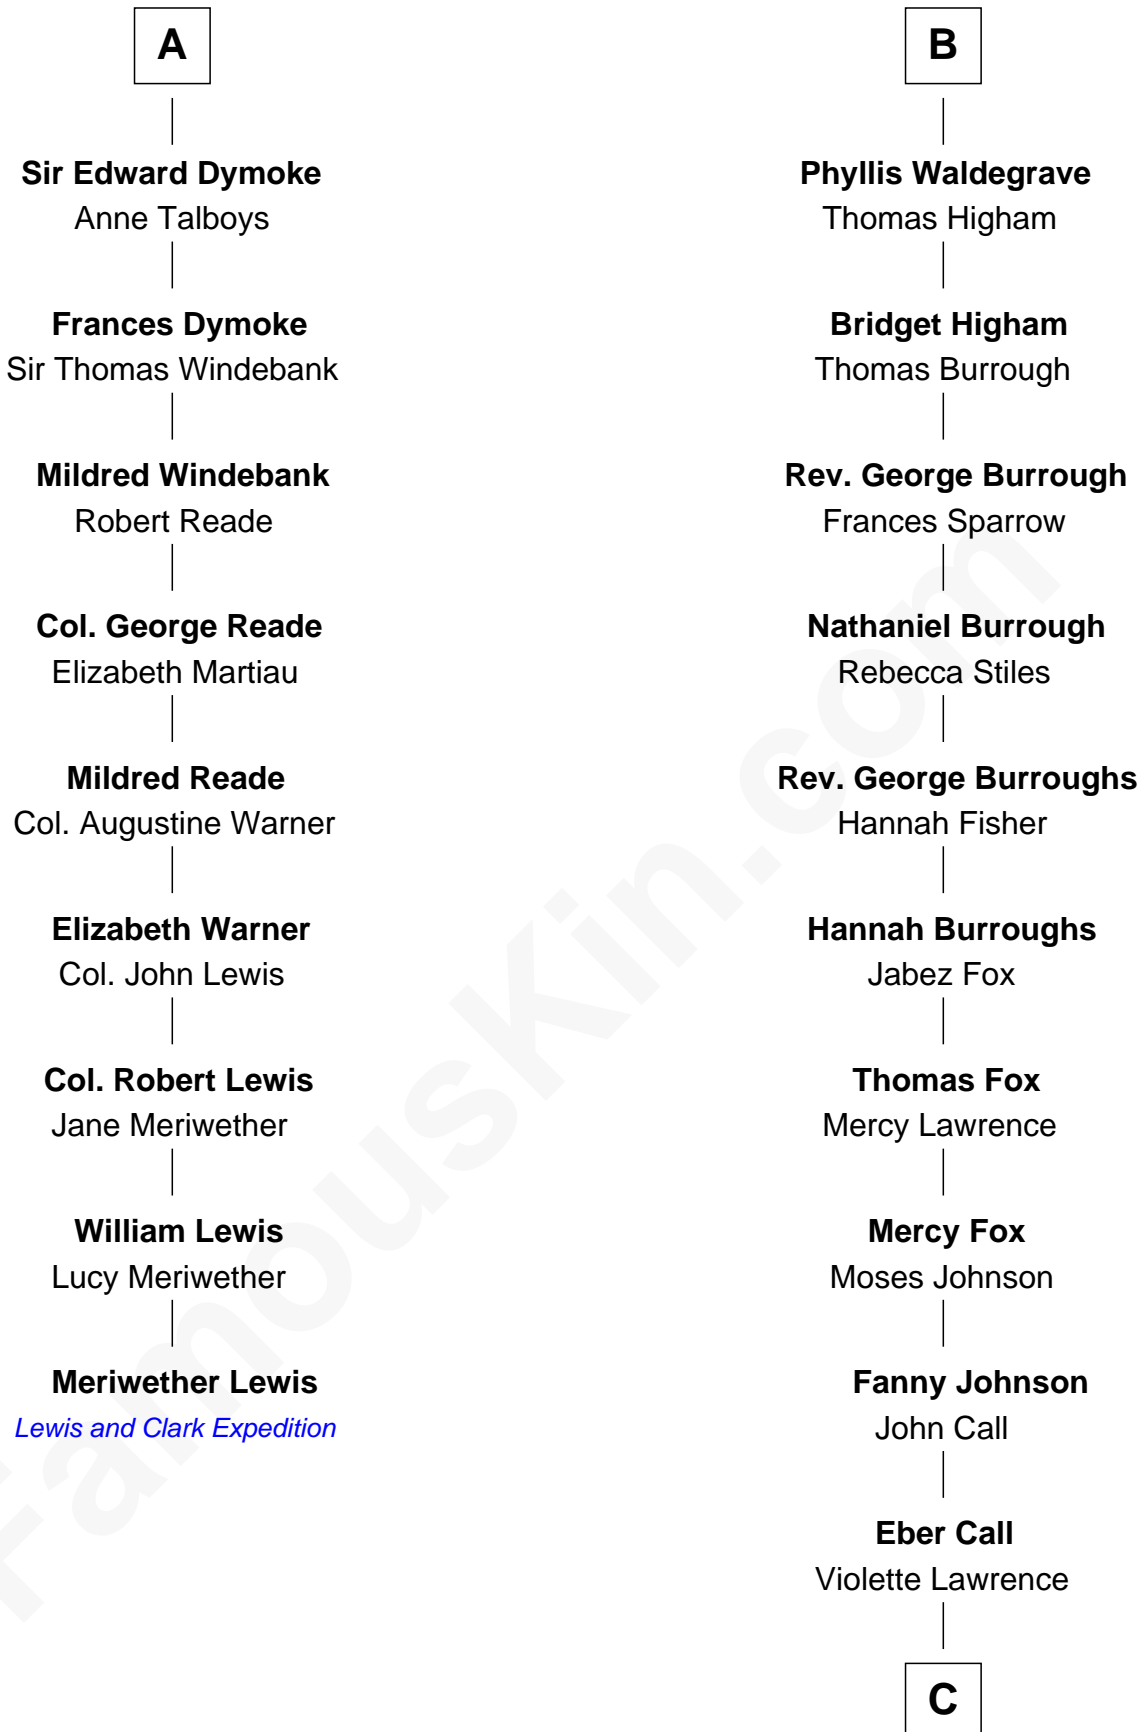 A
Sir Edward Dymoke
Anne Talboys
Frances Dymoke
Sir Thomas Windebank
Mildred Windebank
Robert Reade
Col. George Reade
Elizabeth Martiau
Mildred Reade
Col. Augustine Warner
Elizabeth Warner
Col. John Lewis
Col. Robert Lewis
Jane Meriwether
William Lewis
Lucy Meriwether
Meriwether Lewis
Lewis and Clark Expedition
B
Phyllis Waldegrave
Thomas Higham
Bridget Higham
Thomas Burrough
Rev. George Burrough
Frances Sparrow
Nathaniel Burrough
Rebecca Stiles
Rev. George Burroughs
Hannah Fisher
Hannah Burroughs
Jabez Fox
Thomas Fox
Mercy Lawrence
Mercy Fox
Moses Johnson
Fanny Johnson
John Call
Eber Call
Violette Lawrence
C
FamousKin.com